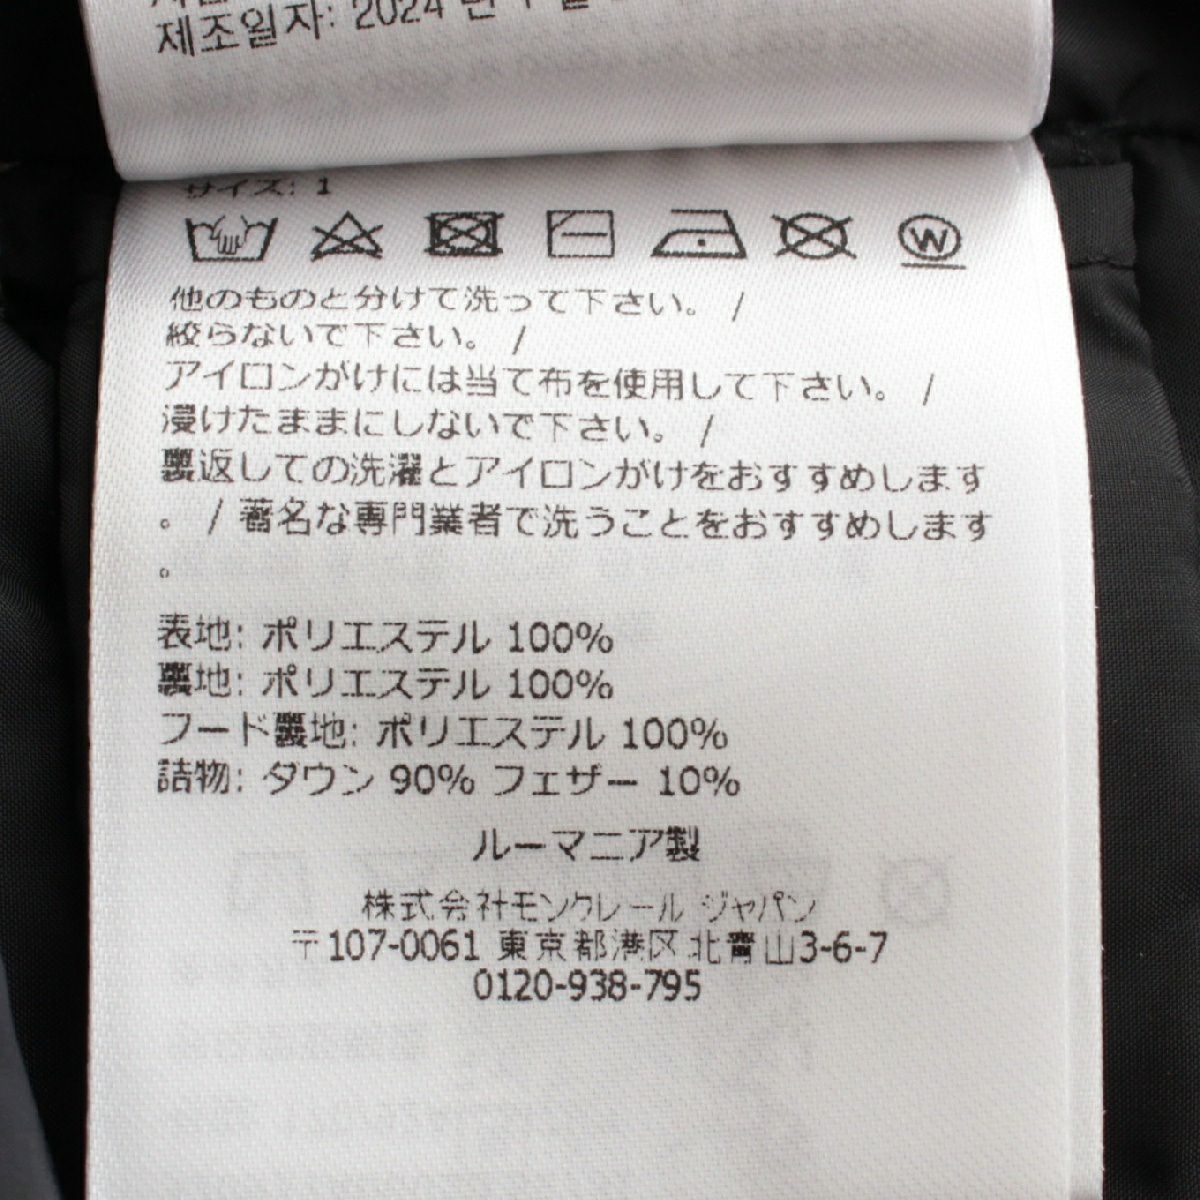 제조일자: 2024 년
サイズ: 1
W
他のものと分けて洗って下さい。 /
絞らないで下さい。 /
アイロンがけには当て布を使用して下さい。 /
浸けたままにしないで下さい。 /
裏返しての洗濯とアイロンがけをおすすめします
。 / 著名な専門業者で洗うことをおすすめします
。
表地: ポリエステル 100%
裏地: ポリエステル 100%
フード裏地: ポリエステル 100%
詰物: ダウン 90% フェザー 10%
ルーマニア製
株式会社モンクレール ジャパン
〒107-0061 東京都港区北青山3-6-7
0120-938-795